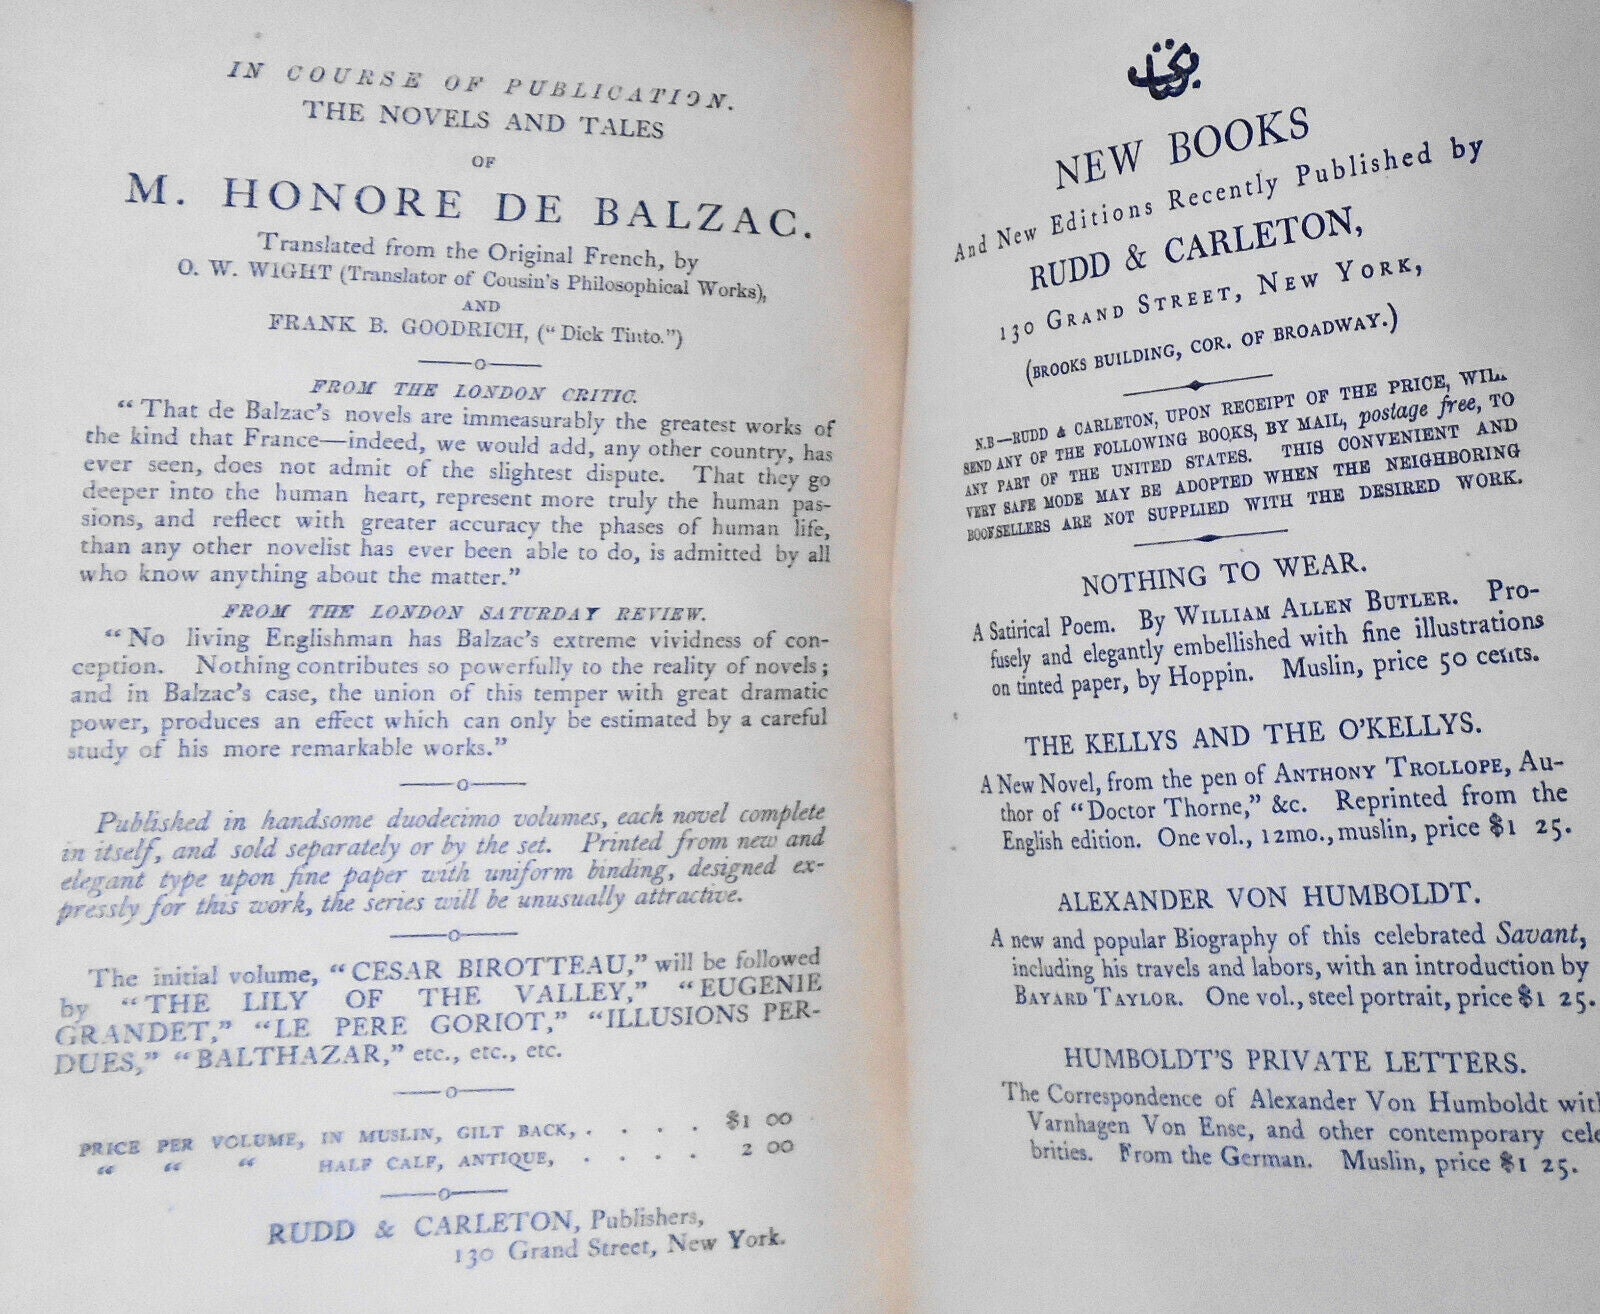 IN COURSE OF PUBLICATION.
THE NOVELS AND TALES
OF
M. HONORE DE BALZAC.
Translated from the Original French, by
O. W. WIGHT (Translator of Cousin's Philosophical Works),
AND
FRANK B. GOODRICH, ("Dick Tinto.")
FROM THE LONDON CRITIC.
"That de Balzac's novels are immeasurably the greatest works of
the kind that France—indeed, we would add, any other country, has
ever seen, does not admit of the slightest dispute. That they go
deeper into the human heart, represent more truly the human pas-
sions, and reflect with greater accuracy the phases of human life,
than any other novelist has ever been able to do, is admitted by all
who know anything about the matter."
FROM THE LONDON SATURDAY REVIEW.
"No living Englishman has Balzac's extreme vividness of con-
ception. Nothing contributes so powerfully to the reality of novels;
and in Balzac's case, the union of this temper with great dramatic
power, produces an effect which can only be estimated by a careful
study of his more remarkable works."
Published in handsome duodecimo volumes, each novel complete
in itself, and sold separately or by the set. Printed from new and
elegant type upon fine paper with uniform binding, designed ex-
pressly for this work, the series will be unusually attractive.
The initial volume, "CESAR BIROTTEAU," will be followed
by "THE LILY OF THE VALLEY," "EUGENIE
GRANDET," "LE PERE GORIOT," "ILLUSIONS PER-
DUES," "BALTHAZAR," etc., etc., etc.
PRICE PER VOLUME, IN MUSLIN, GILT BACK, . . . . $1 00
" " " HALF CALF, ANTIQUE, . . . . 2 00
RUDD & CARLETON, Publishers,
130 Grand Street, New York.
NEW BOOKS
And New Editions Recently Published by
RUDD & CARLETON,
130 GRAND STREET, NEW YORK,
(BROOKS BUILDING, COR. OF BROADWAY.)
N.B—RUDD & CARLETON, UPON RECEIPT OF THE PRICE, WILL
SEND ANY OF THE FOLLOWING BOOKS, BY MAIL, postage free, TO
ANY PART OF THE UNITED STATES. THIS CONVENIENT AND
VERY SAFE MODE MAY BE ADOPTED WHEN THE NEIGHBORING
BOOKSELLERS ARE NOT SUPPLIED WITH THE DESIRED WORK.
NOTHING TO WEAR.
A Satirical Poem. By WILLIAM ALLEN BUTLER. Pro-
fusely and elegantly embellished with fine illustrations
on tinted paper, by Hoppin. Muslin, price 50 cents.
THE KELLYS AND THE O'KELLYS.
A New Novel, from the pen of ANTHONY TROLLOPE, Au-
thor of "Doctor Thorne," &c. Reprinted from the
English edition. One vol., 12mo., muslin, price $1 25.
ALEXANDER VON HUMBOLDT.
A new and popular Biography of this celebrated Savant,
including his travels and labors, with an introduction by
BAYARD TAYLOR. One vol., steel portrait, price $1 25.
HUMBOLDT'S PRIVATE LETTERS.
The Correspondence of Alexander Von Humboldt with
Varnhagen Von Ense, and other contemporary cele
brities. From the German. Muslin, price $1 25.